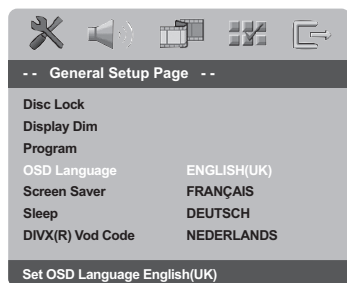 -- General Setup Page --
Disc Lock
Display Dim
Program
OSD Language ENGLISH(UK)
Screen Saver FRANÇAIS
Sleep DEUTSCH
DIVX(R) Vod Code NEDERLANDS
Set OSD Language English(UK)